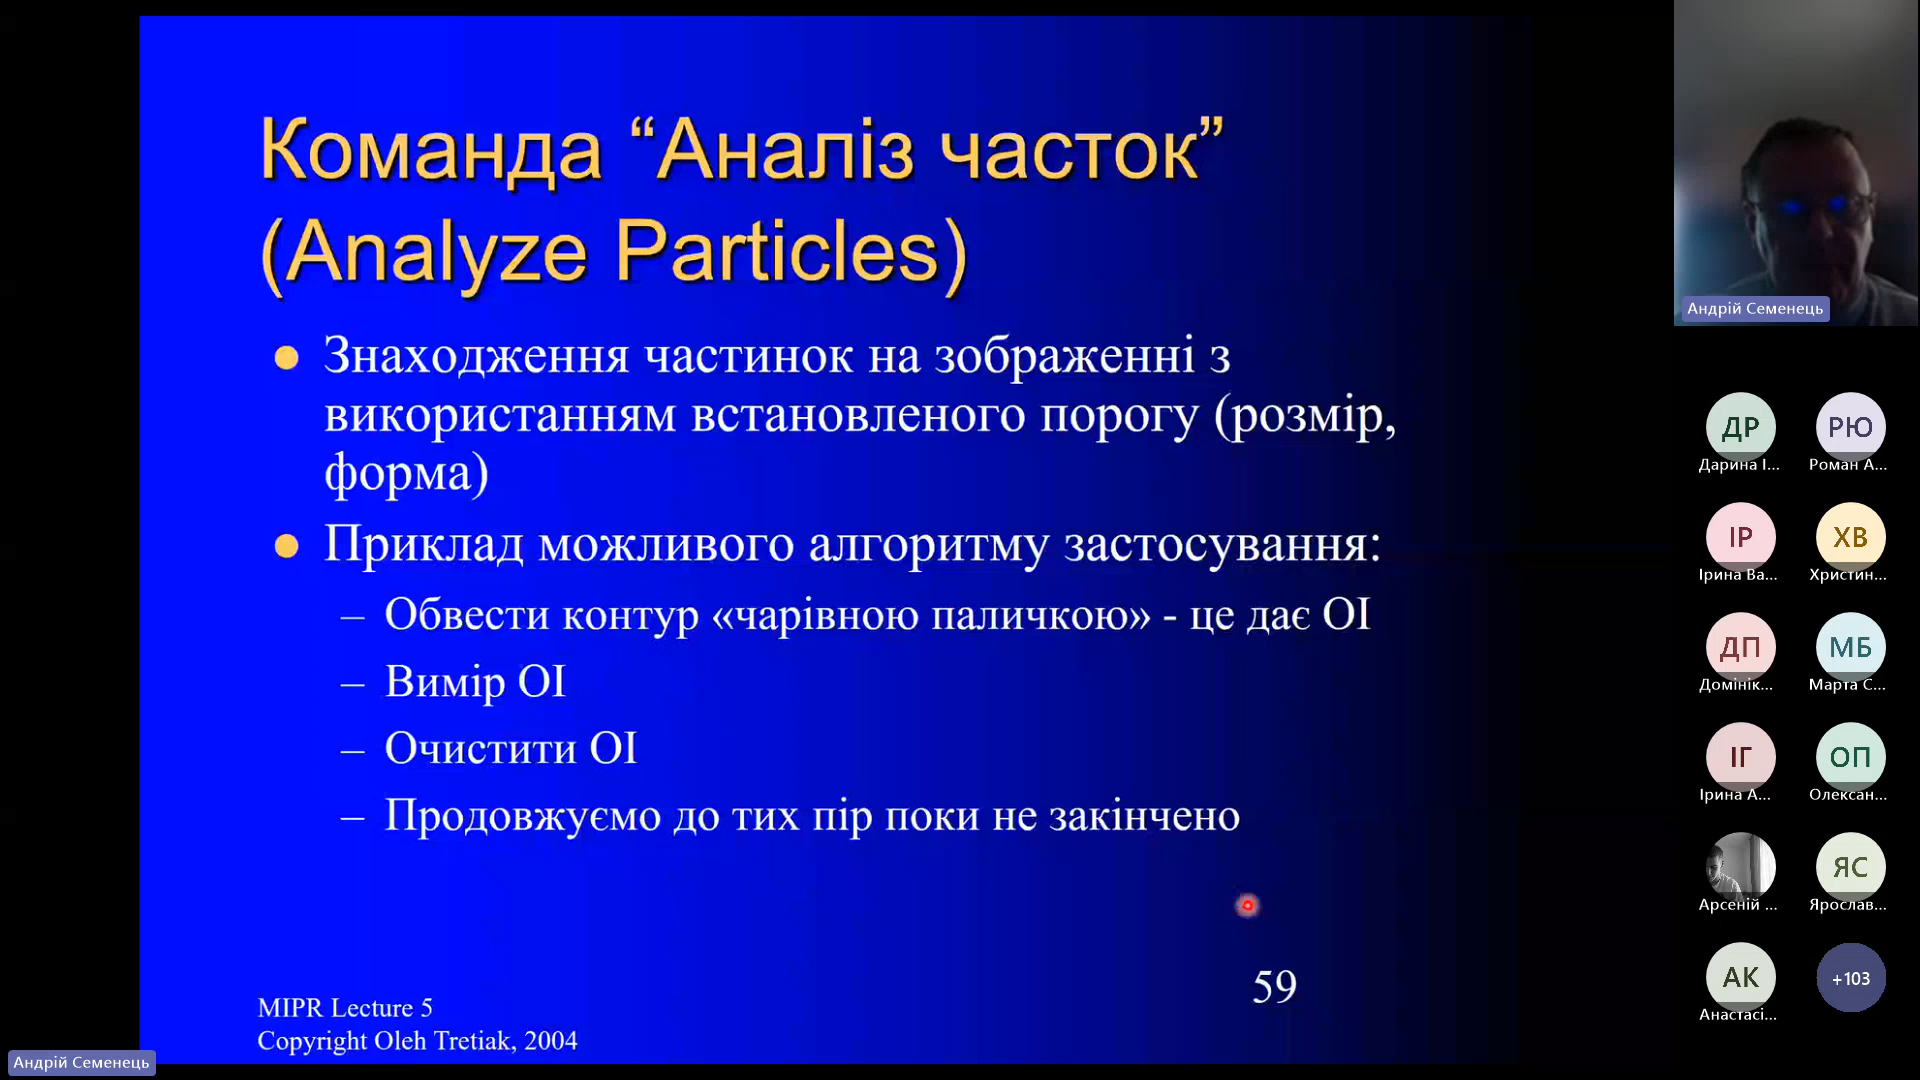 Команда “Аналіз часток”
(Analyze Particles)
Знаходження частинок на зображенні з
використанням встановленого порогу (розмір,
форма)
Приклад можливого алгоритму застосування:
– Обвести контур «чарівною паличкою» - це дає ОІ
– Вимір ОІ
– Очистити ОІ
– Продовжуємо до тих пір поки не закінчено
59
MIPR Lecture 5
Copyright Oleh Tretiak, 2004
Андрій Семенець
Андрій Семенець
ДР
РЮ
Дарина І...
Роман А...
ІР
ХВ
Ірина Ва...
Христин...
ДП
МБ
Домінік...
Марта С...
ІГ
ОП
Ірина А...
Олексан...
ЯС
Арсеній ...
Ярослав...
АК
+103
Анастасі...